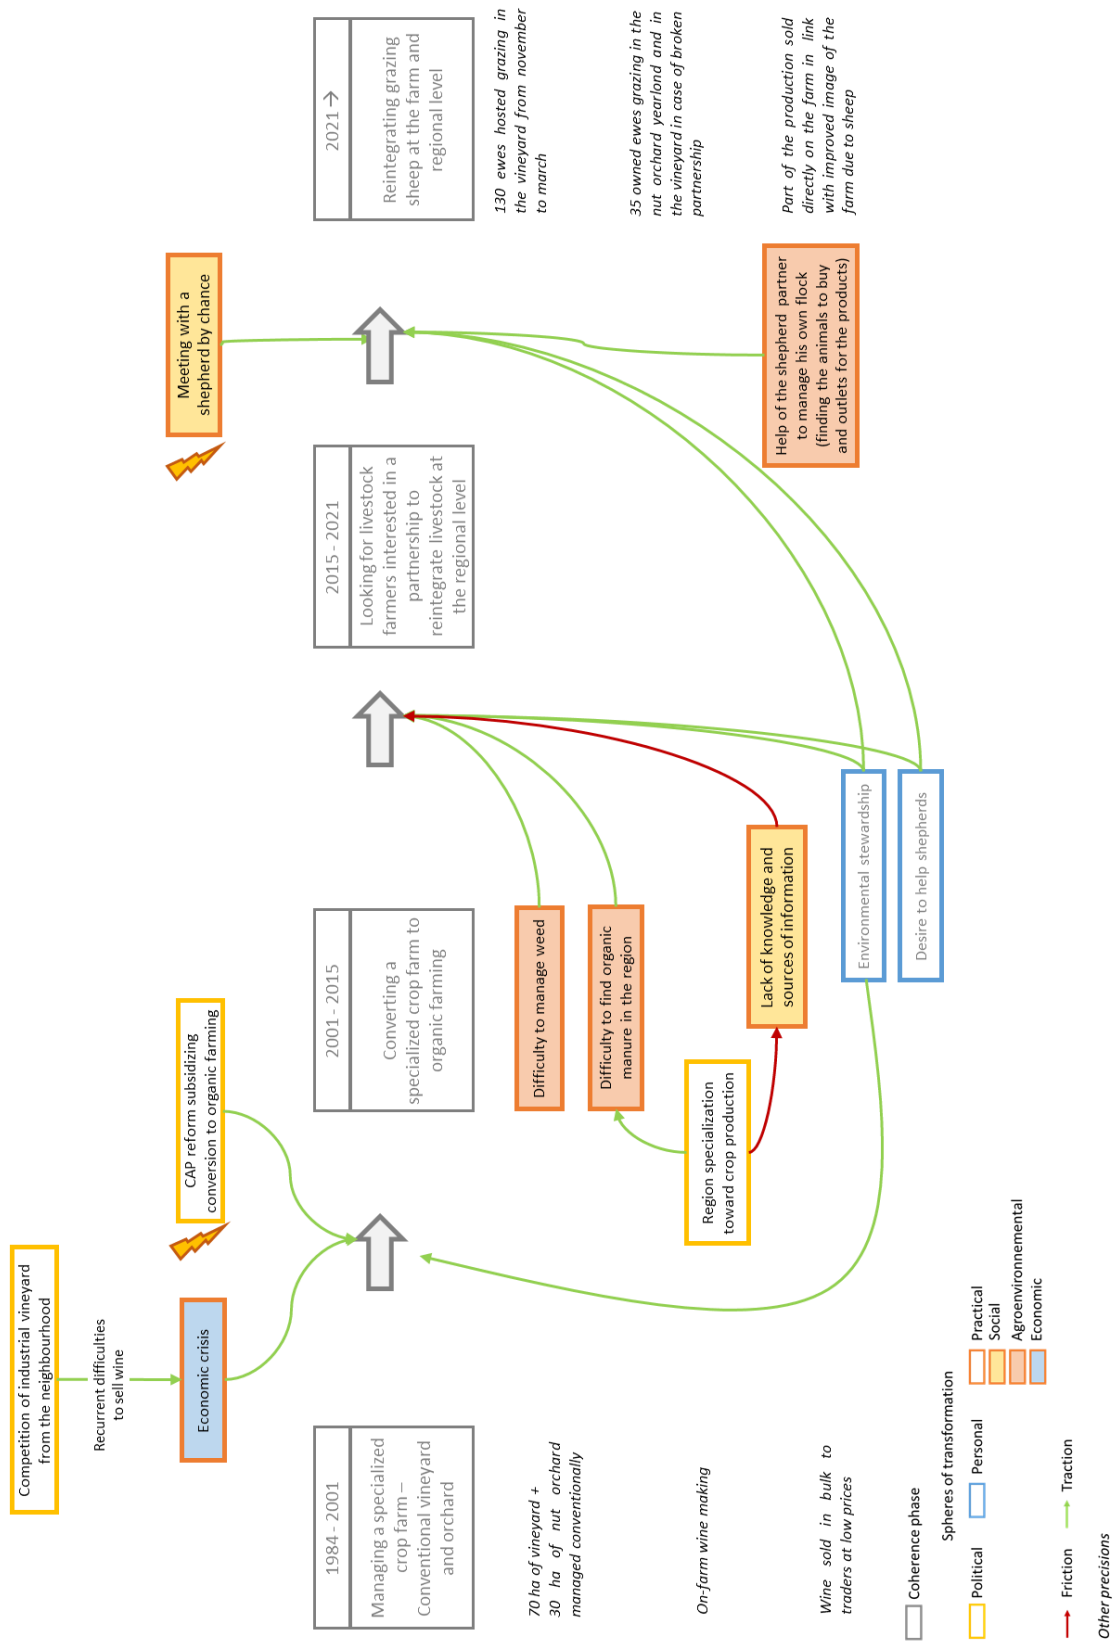 Competition of industrial vineyard
from the neighbourhood
Recurrent difficulties
to sell wine
Economic crisis
CAP reform subsidizing
conversion to organic farming
Meeting with a
shepherd by chance
1984 - 2001
Managing a specialized
crop farm –
Conventional vineyard
and orchard
2001 - 2015
Converting a
specialized crop farm to
organic farming
2015 - 2021
Looking for livestock
farmers interested in a
partnership to
reintegrate livestock at
the regional level
2021 →
Reintegrating grazing
sheep at the farm and
regional level
70 ha of vineyard +
30 ha of nut orchard
managed conventionally
On-farm wine making
Wine sold in bulk to
traders at low prices
Difficulty to manage weed
Difficulty to find organic
manure in the region
Region specialization
toward crop production
Lack of knowledge and
sources of information
Environmental stewardship
Desire to help shepherds
Help of the shepherd partner
to manage his own flock
(finding the animals to buy
and outlets for the products)
130 ewes hosted grazing in
the vineyard from november
to march
35 owned ewes grazing in the
nut orchard yearlond and in
the vineyard in case of broken
partnership
Part of the production sold
directly on the farm in link
with improved image of the
farm due to sheep
Coherence phase
Spheres of transformation
Political
Personal
Practical
Social
Agroenvironnemental
Economic
Friction
Traction
Other precisions